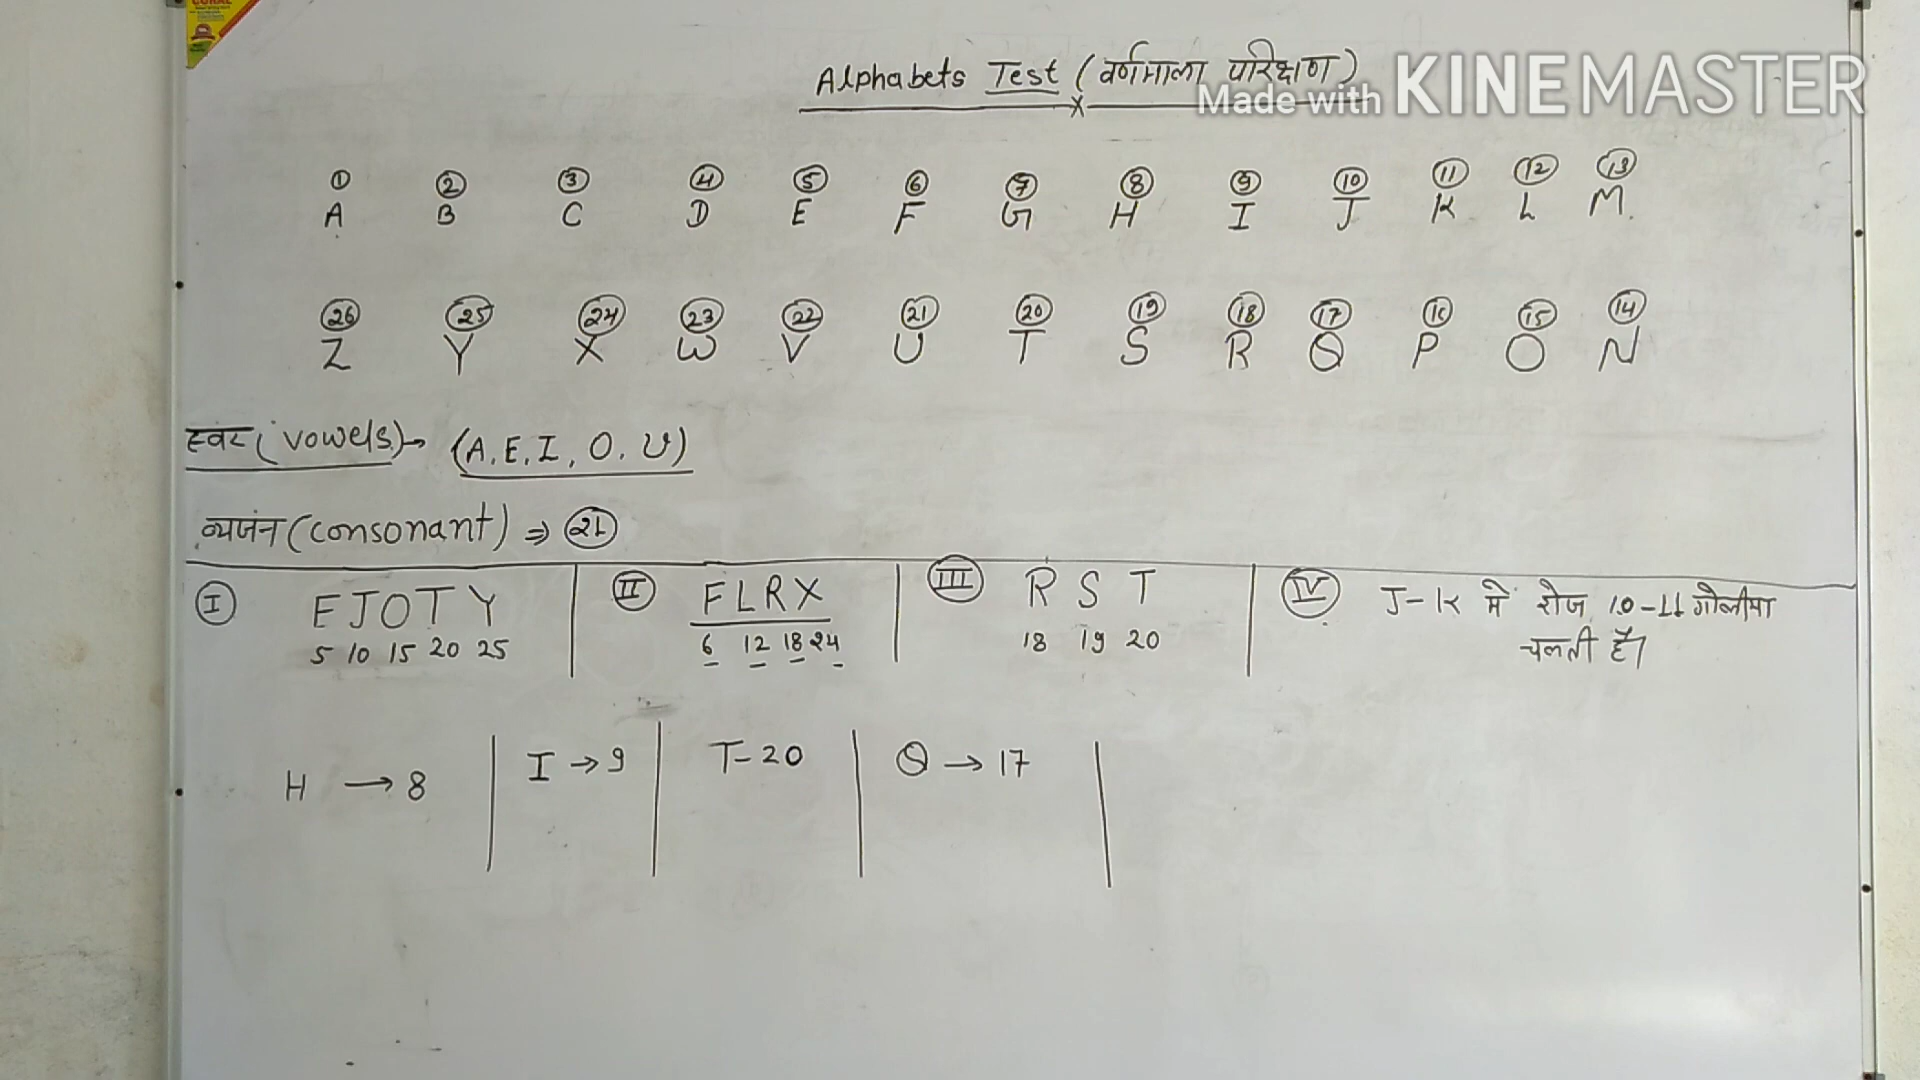 CORAL
Alphabets Test (वर्णमाला परिक्षण)
x
Made with KINEMASTER
1 2 3 4 5 6 7 8 9 10 11 12 13
A B C D E F G H I J K L M.
26 25 24 23 22 21 20 19 18 17 16 15 14
Z Y X W V U T S R Q P O N
स्वर (vowels)→ (A.E.I, O. U)
व्यजंन (consonant) ⇒ 21
I EJOTY II FLRX III R S T IV J-K मे रोज 10-11 गोलीया
5 10 15 20 25 6 12 18 24 18 19 20 चलती है।
H → 8 I → 9 T-20 Q → 17